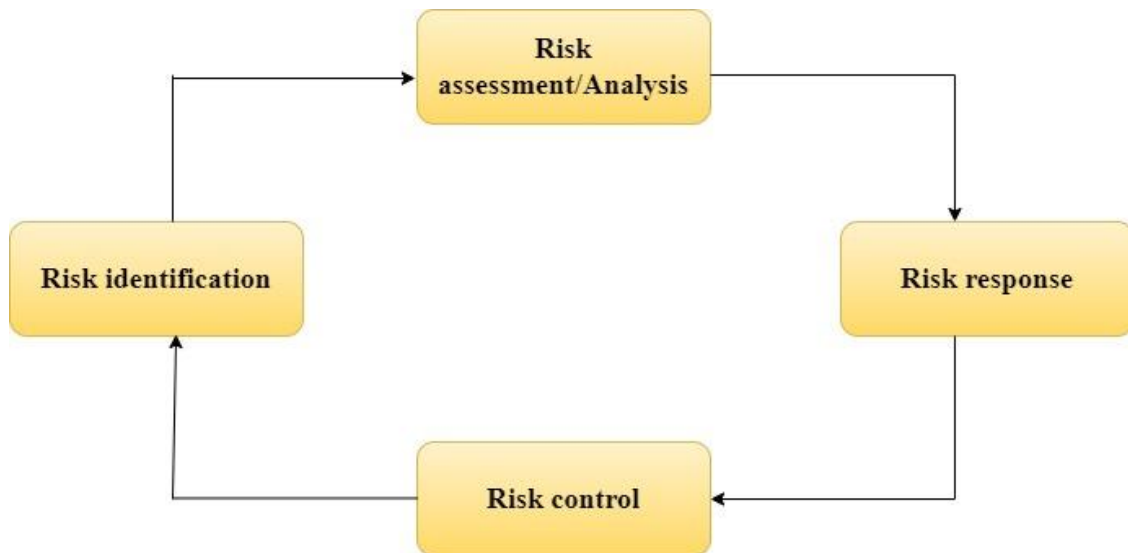 Risk
assessment/Analysis
Risk identification
Risk response
Risk control